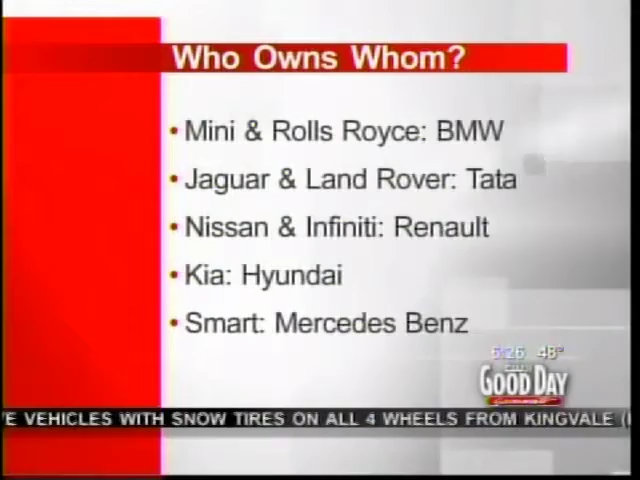 Who Owns Whom?
• Mini & Rolls Royce: BMW
• Jaguar & Land Rover: Tata
• Nissan & Infiniti: Renault
• Kia: Hyundai
• Smart: Mercedes Benz
6:26 48°
GOOD DAY
VE VEHICLES WITH SNOW TIRES ON ALL 4 WHEELS FROM KINGVALE (